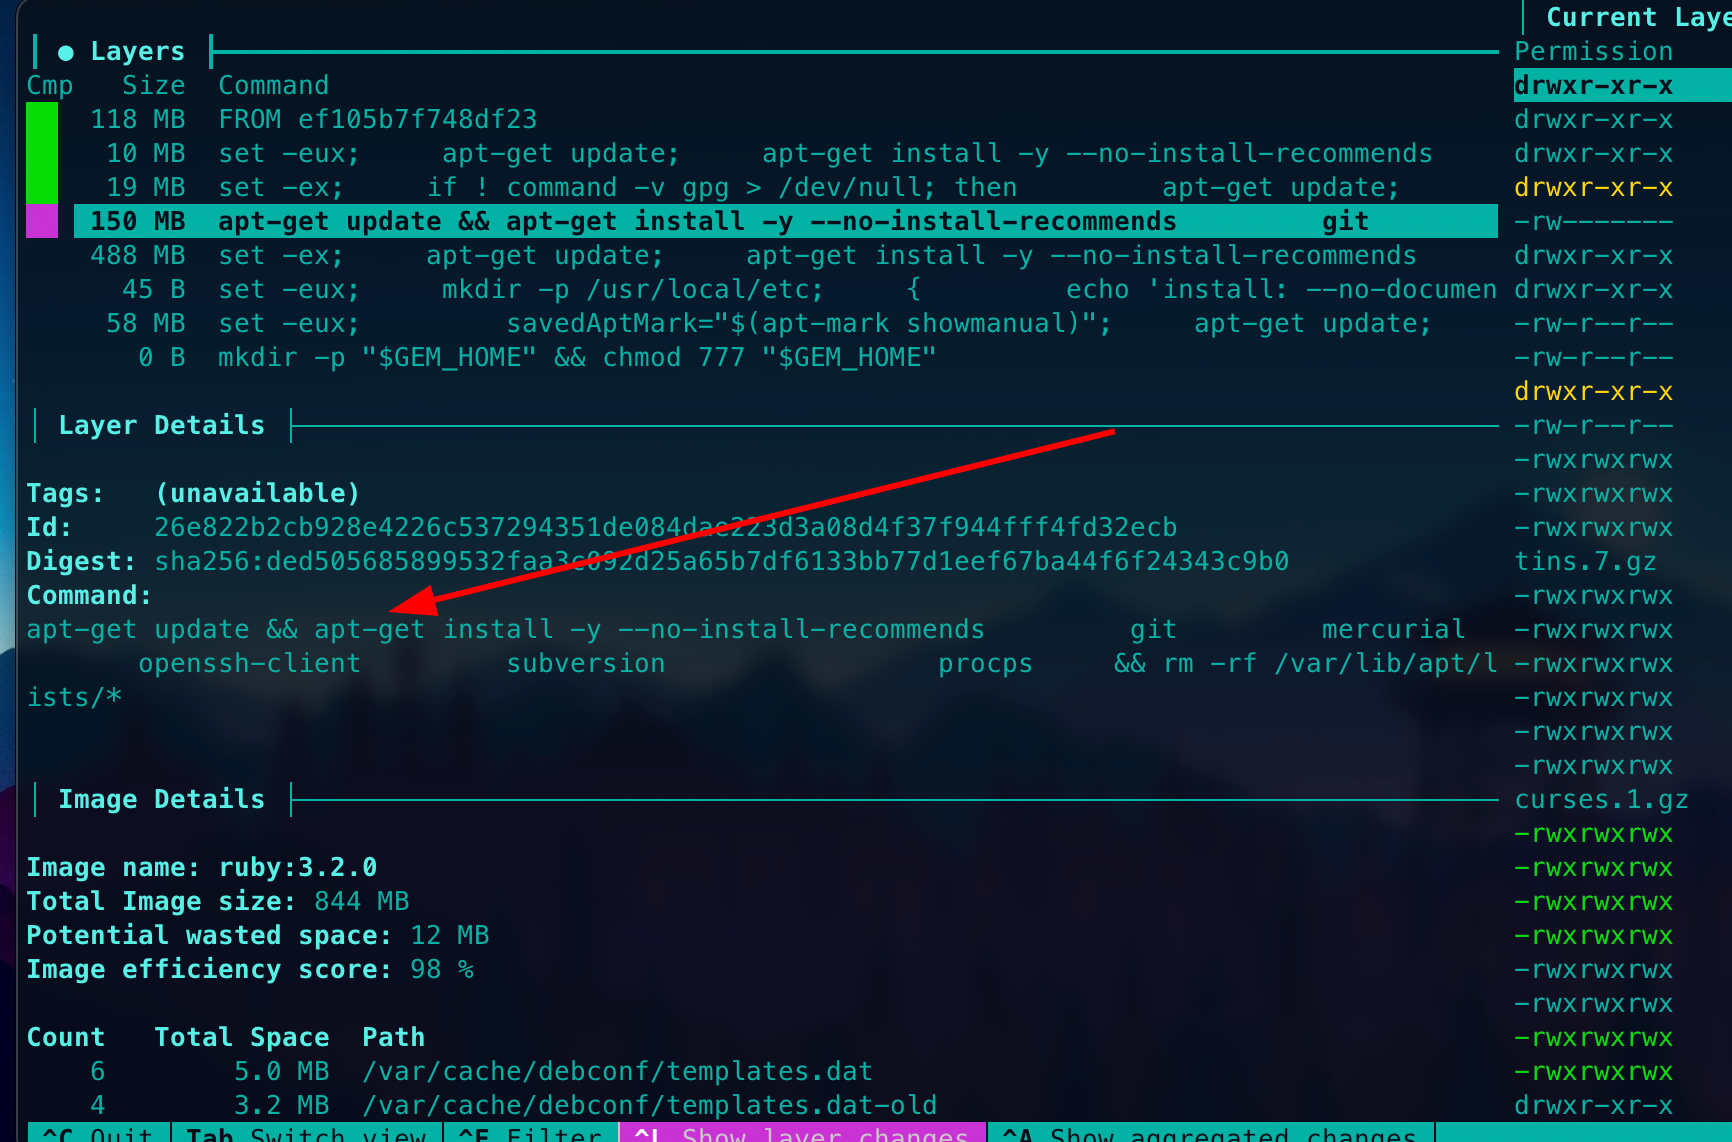 ● Layers
Cmp Size Command
118 MB FROM ef105b7f748df23
10 MB set -eux; apt-get update; apt-get install -y --no-install-recommends
19 MB set -ex; if ! command -v gpg > /dev/null; then apt-get update;
150 MB apt-get update && apt-get install -y --no-install-recommends git
488 MB set -ex; apt-get update; apt-get install -y --no-install-recommends
45 B set -eux; mkdir -p /usr/local/etc; { echo 'install: --no-documen
58 MB set -eux; savedAptMark="$(apt-mark showmanual)"; apt-get update;
0 B mkdir -p "$GEM_HOME" && chmod 777 "$GEM_HOME"
Layer Details
Tags: (unavailable)
Id: 26e822b2cb928e4226c537294351de084dae223d3a08d4f37f944fff4fd32ecb
Digest: sha256:ded505685899532faa3c092d25a65b7df6133bb77d1eef67ba44f6f24343c9b0
Command:
apt-get update && apt-get install -y --no-install-recommends git mercurial
openssh-client subversion procps && rm -rf /var/lib/apt/l
ists/*
Image Details
Image name: ruby:3.2.0
Total Image size: 844 MB
Potential wasted space: 12 MB
Image efficiency score: 98 %
Count Total Space Path
6 5.0 MB /var/cache/debconf/templates.dat
4 3.2 MB /var/cache/debconf/templates.dat-old
^C Quit Tab Switch view ^F Filter ^L Show layer changes ^A Show aggregated changes
Current Laye
Permission
drwxr-xr-x
drwxr-xr-x
drwxr-xr-x
drwxr-xr-x
-rw-------
drwxr-xr-x
drwxr-xr-x
-rw-r--r--
-rw-r--r--
drwxr-xr-x
-rw-r--r--
-rwxrwxrwx
-rwxrwxrwx
-rwxrwxrwx
tins.7.gz
-rwxrwxrwx
-rwxrwxrwx
-rwxrwxrwx
-rwxrwxrwx
-rwxrwxrwx
-rwxrwxrwx
curses.1.gz
-rwxrwxrwx
-rwxrwxrwx
-rwxrwxrwx
-rwxrwxrwx
-rwxrwxrwx
-rwxrwxrwx
-rwxrwxrwx
-rwxrwxrwx
drwxr-xr-x